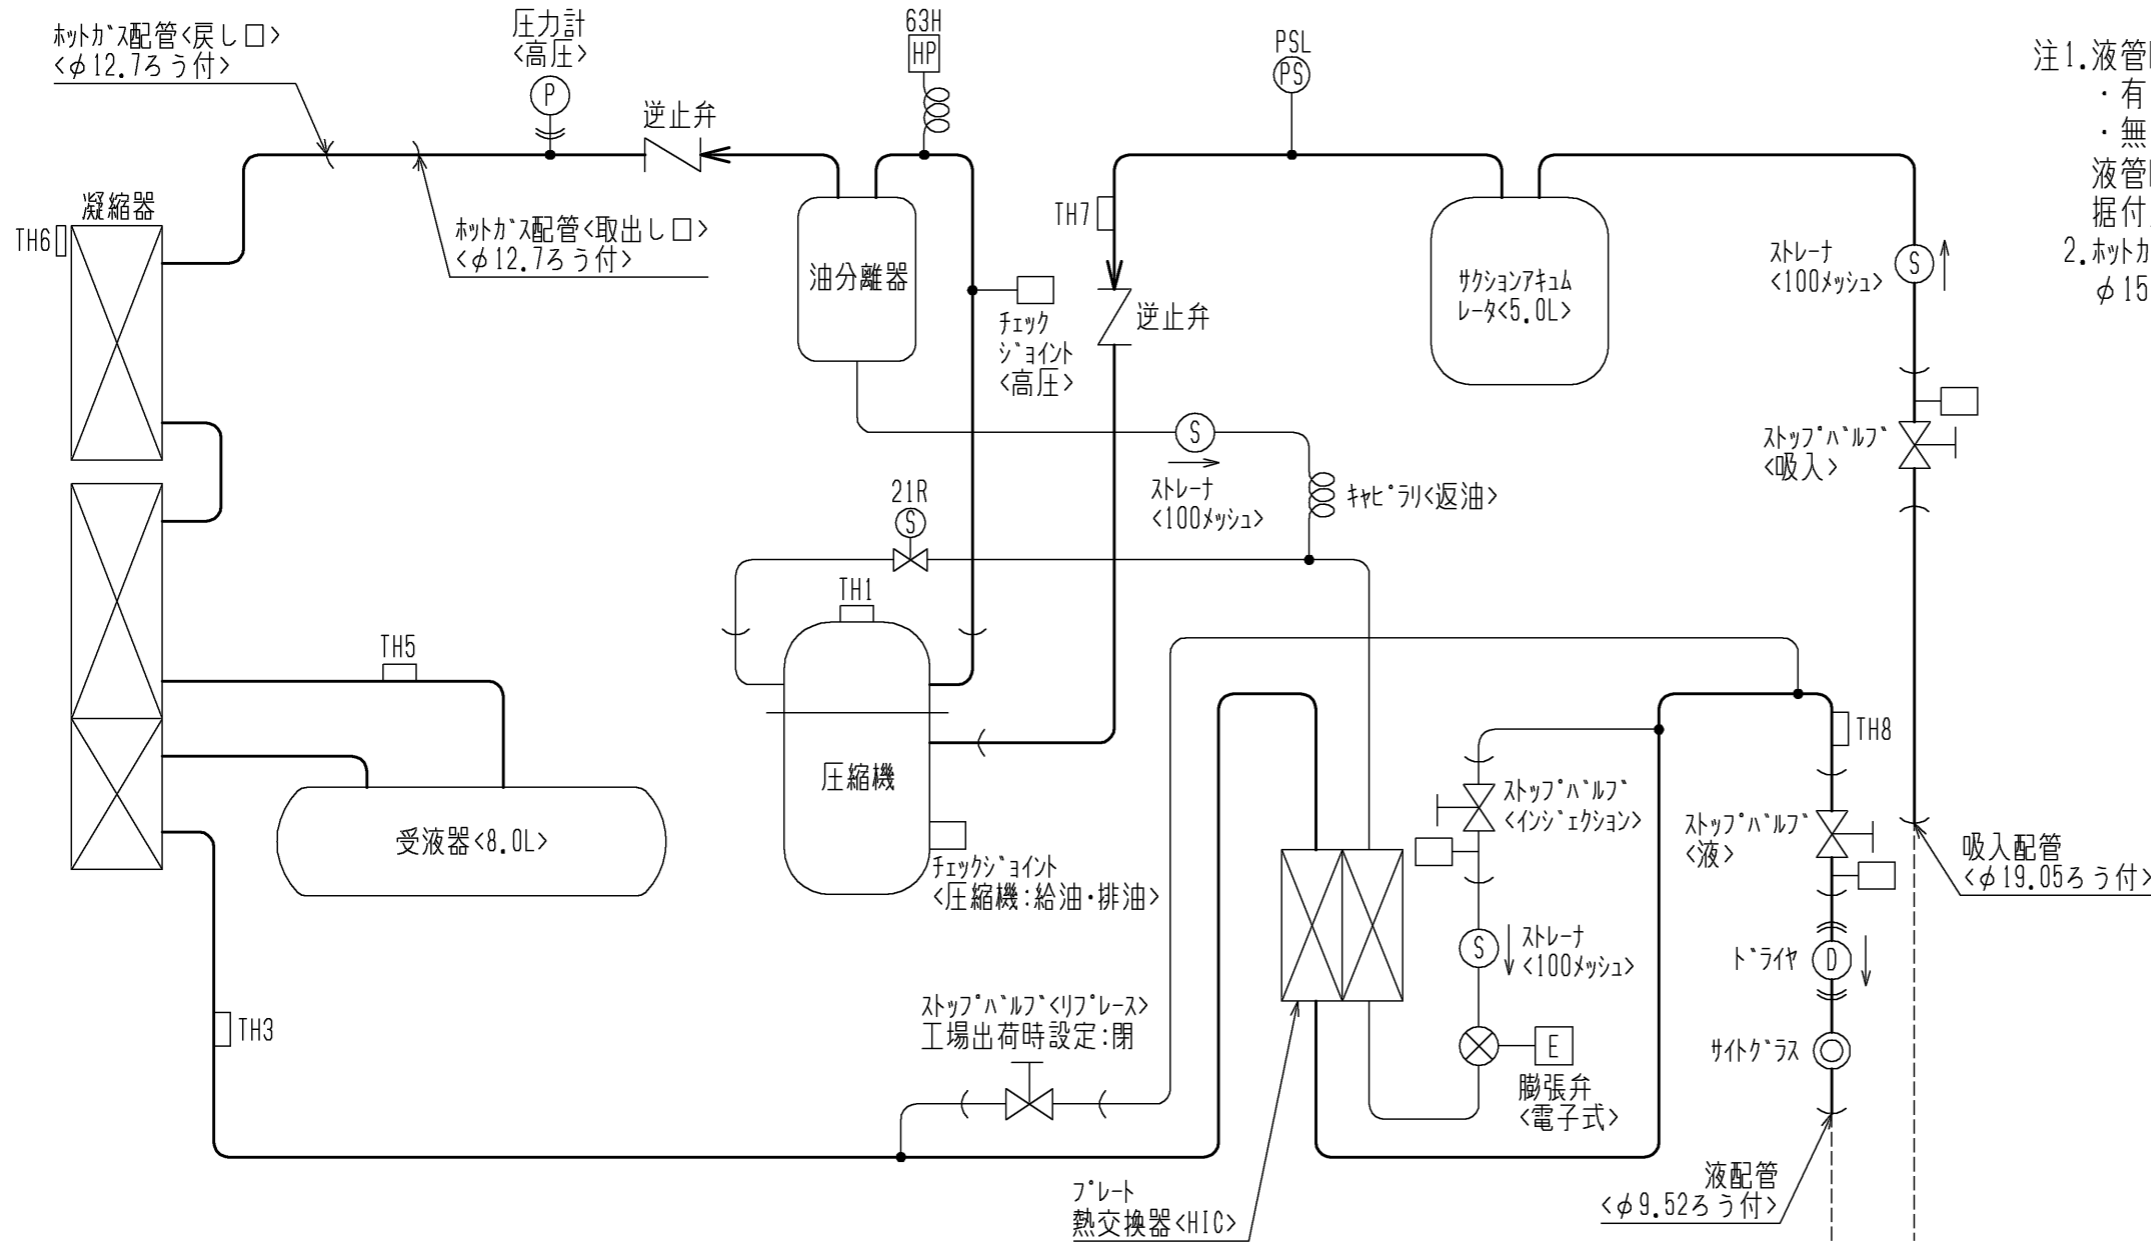 ホットガス配管<戻し口>
<φ12.7ろう付>
圧力計
<高圧>
P
逆止弁
63H
HP
PSL
PS
注1.液管
・有
・無
液管
据付
2.ホットガ
φ15
凝縮器
TH6
ホットガス配管<取出し口>
<φ12.7ろう付>
油分離器
チェック
ジョイント
<高圧>
TH7
逆止弁
サクションアキュム
レータ<5.0L>
ストレーナ
<100メッシュ>
S
ストップバルブ
<吸入>
S
ストレーナ
<100メッシュ>
キャピラリ<返油>
21R
S
TH1
TH5
圧縮機
受液器<8.0L>
チェックジョイント
<圧縮機:給油・排油>
TH8
ストップバルブ
<インジェクション>
ストップバルブ
<液>
吸入配管
<φ19.05ろう付>
S
ストレーナ
<100メッシュ>
ドライヤ
D
TH3
ストップバルブ<リプレース>
工場出荷時設定:閉
E
膨張弁
<電子式>
サイトグラス
プレート
熱交換器<HIC>
液配管
<φ9.52ろう付>